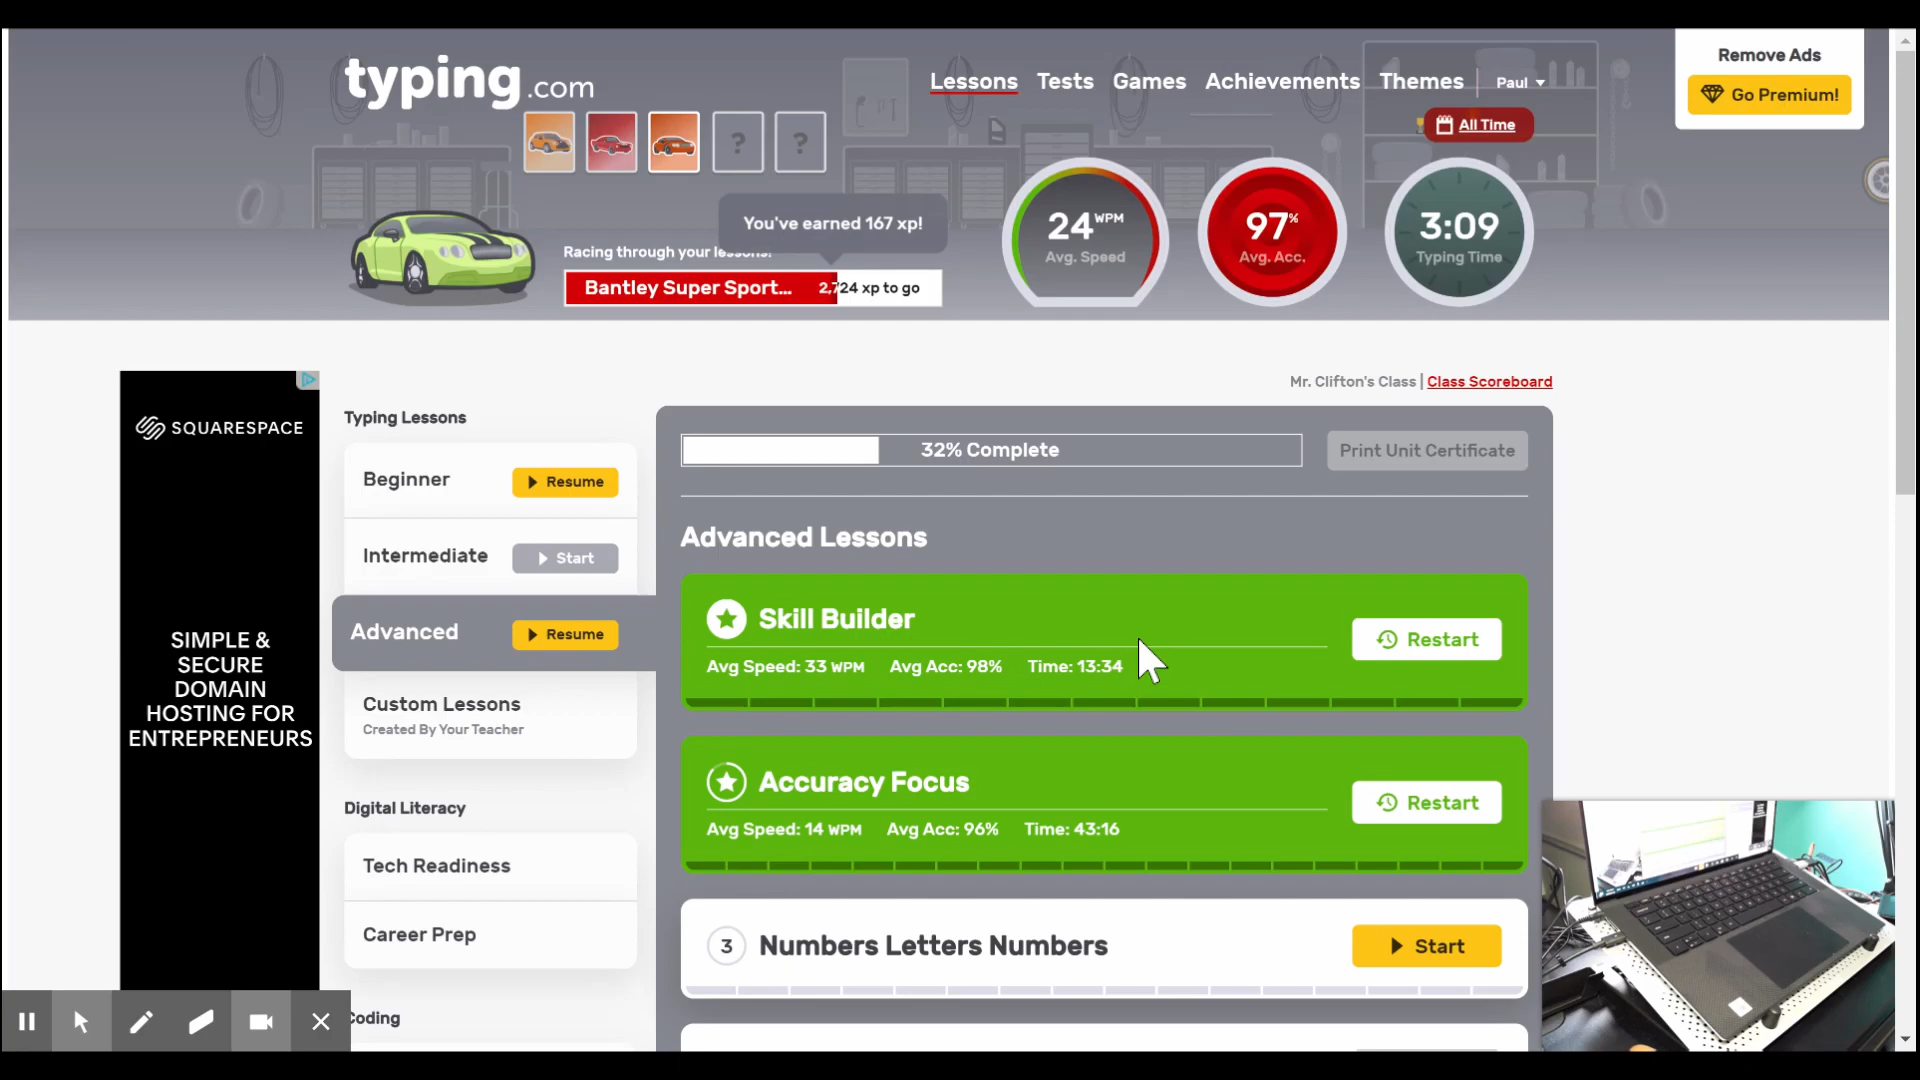 typing.com
Lessons Tests Games Achievements Themes Paul
Remove Ads
Go Premium!
All Time
? ?
You've earned 167 xp!
Racing through your lessons!
Bantley Super Sport... 2,724 xp to go
24 WPM
Avg. Speed
97%
Avg. Acc.
3:09
Typing Time
Mr. Clifton's Class | Class Scoreboard
SQUARESPACE
SIMPLE &
SECURE
DOMAIN
HOSTING FOR
ENTREPRENEURS
Typing Lessons
Beginner Resume
Intermediate Start
Advanced Resume
Custom Lessons
Created By Your Teacher
Digital Literacy
Tech Readiness
Career Prep
Coding
32% Complete
Print Unit Certificate
Advanced Lessons
Skill Builder
Avg Speed: 33 WPM Avg Acc: 98% Time: 13:34
Restart
Accuracy Focus
Avg Speed: 14 WPM Avg Acc: 96% Time: 43:16
Restart
3 Numbers Letters Numbers
Start